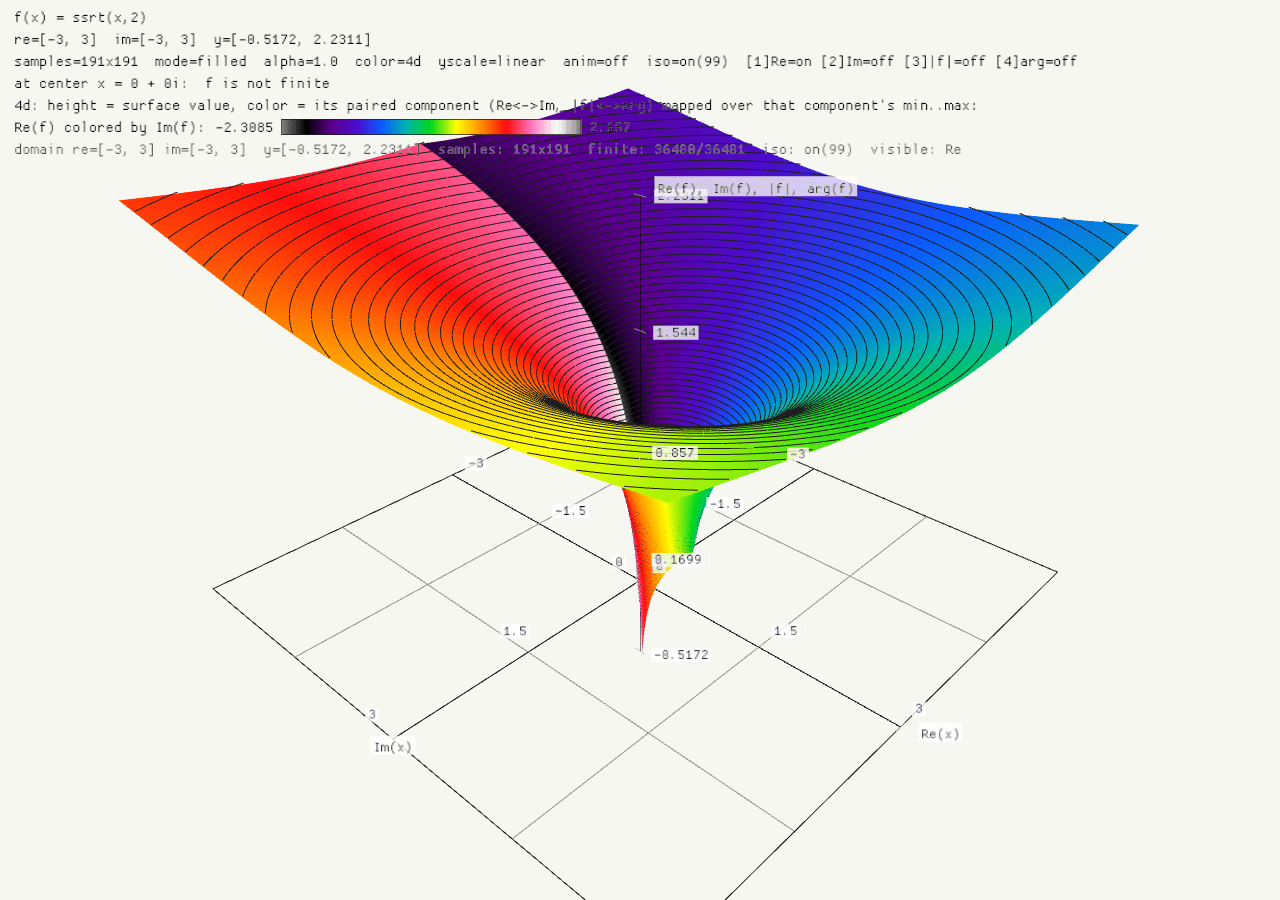 f(x) = ssrt(x,2)
re=[-3, 3]  im=[-3, 3]  y=[-0.5172, 2.2311]
samples=191x191  mode=filled  alpha=1.0  color=4d  yscale=linear  anim=off  iso=on(99)  [1]Re=on [2]Im=off [3]|f|=off [4]arg=off
at center x = 0 + 0i:  f is not finite
4d: height = surface value, color = its paired component (Re<->Im, |f|<->arg) mapped over that component's min..max:
Re(f) colored by Im(f): -2.3085
domain re=[-3, 3] im=[-3, 3]  y=[-0.5172, 2.2311]  samples: 191x191  finite: 36480/36481  iso: on(99)  visible: Re
Re(f), Im(f), |f|, arg(f)
2.2311
1.544
0.857
-3
-3
-1.5
-1.5
0
0.1699
1.5
1.5
-0.5172
3
3
Im(x)
Re(x)